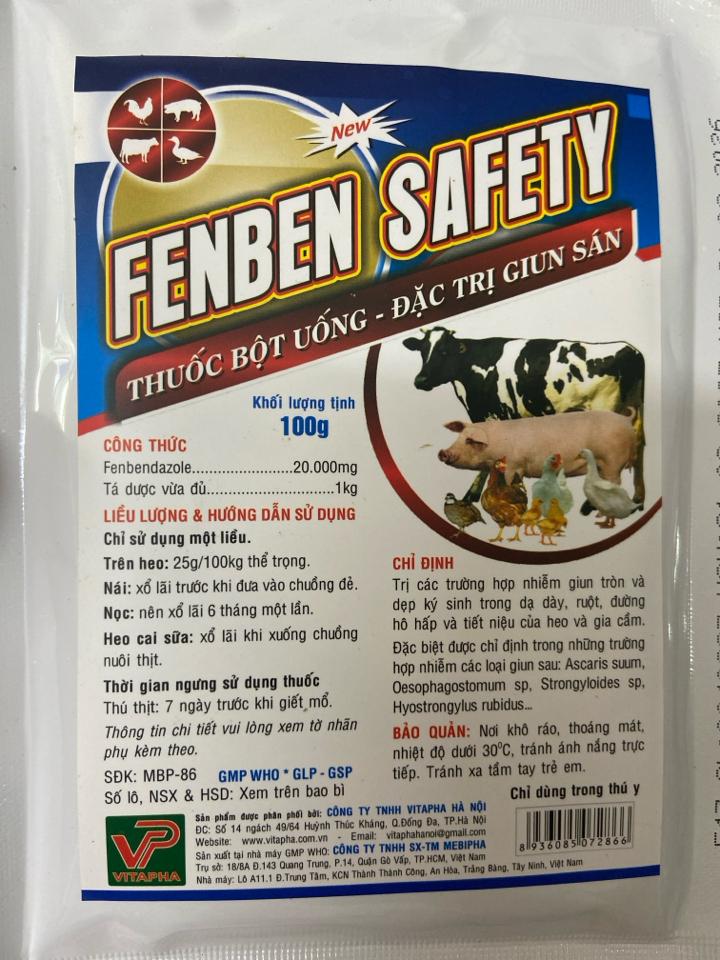 New
FENBEN SAFETY
THUỐC BỘT UỐNG - ĐẶC TRỊ GIUN SÁN
Khối lượng tịnh
100g
CÔNG THỨC
Fenbendazole........................20.000mg
Tá dược vừa đủ..............................1kg
LIỀU LƯỢNG & HƯỚNG DẪN SỬ DỤNG
Chỉ sử dụng một liều.
Trên heo: 25g/100kg thể trọng.
Nái: xổ lãi trước khi đưa vào chuồng đẻ.
Nọc: nên xổ lãi 6 tháng một lần.
Heo cai sữa: xổ lãi khi xuống chuồng
nuôi thịt.
Thời gian ngưng sử dụng thuốc
Thú thịt: 7 ngày trước khi giết mổ.
Thông tin chi tiết vui lòng xem tờ nhãn
phụ kèm theo.
SĐK: MBP-86 GMP WHO * GLP - GSP
Số lô, NSX & HSD: Xem trên bao bì
CHỈ ĐỊNH
Trị các trường hợp nhiễm giun tròn và
dẹp ký sinh trong dạ dày, ruột, đường
hô hấp và tiết niệu của heo và gia cầm.
Đặc biệt được chỉ định trong những trường
hợp nhiễm các loại giun sau: Ascaris suum,
Oesophagostomum sp, Strongyloides sp,
Hyostrongylus rubidus...
BẢO QUẢN: Nơi khô ráo, thoáng mát,
nhiệt độ dưới 30⁰C, tránh ánh nắng trực
tiếp. Tránh xa tầm tay trẻ em.
Chỉ dùng trong thú y
VP
VITAPHA
Sản phẩm được phân phối bởi: CÔNG TY TNHH VITAPHA HÀ NỘI
ĐC: Số 14 ngách 49/64 Huỳnh Thúc Kháng, Q.Đống Đa, TP.Hà Nội
Website: www.vitapha.com.vn - Email: vitaphahanoi@gmail.com
Sản xuất tại nhà máy GMP WHO: CÔNG TY TNHH SX-TM MEBIPHA
Trụ sở: 18/8A Đ.143 Quang Trung, P.14, Quận Gò Vấp, TP.HCM, Việt Nam
Nhà máy: Lô A11.1 Đ.Trung Tâm, KCN Thành Thành Công, An Hòa, Trảng Bàng, Tây Ninh, Việt Nam
8 936085 072866